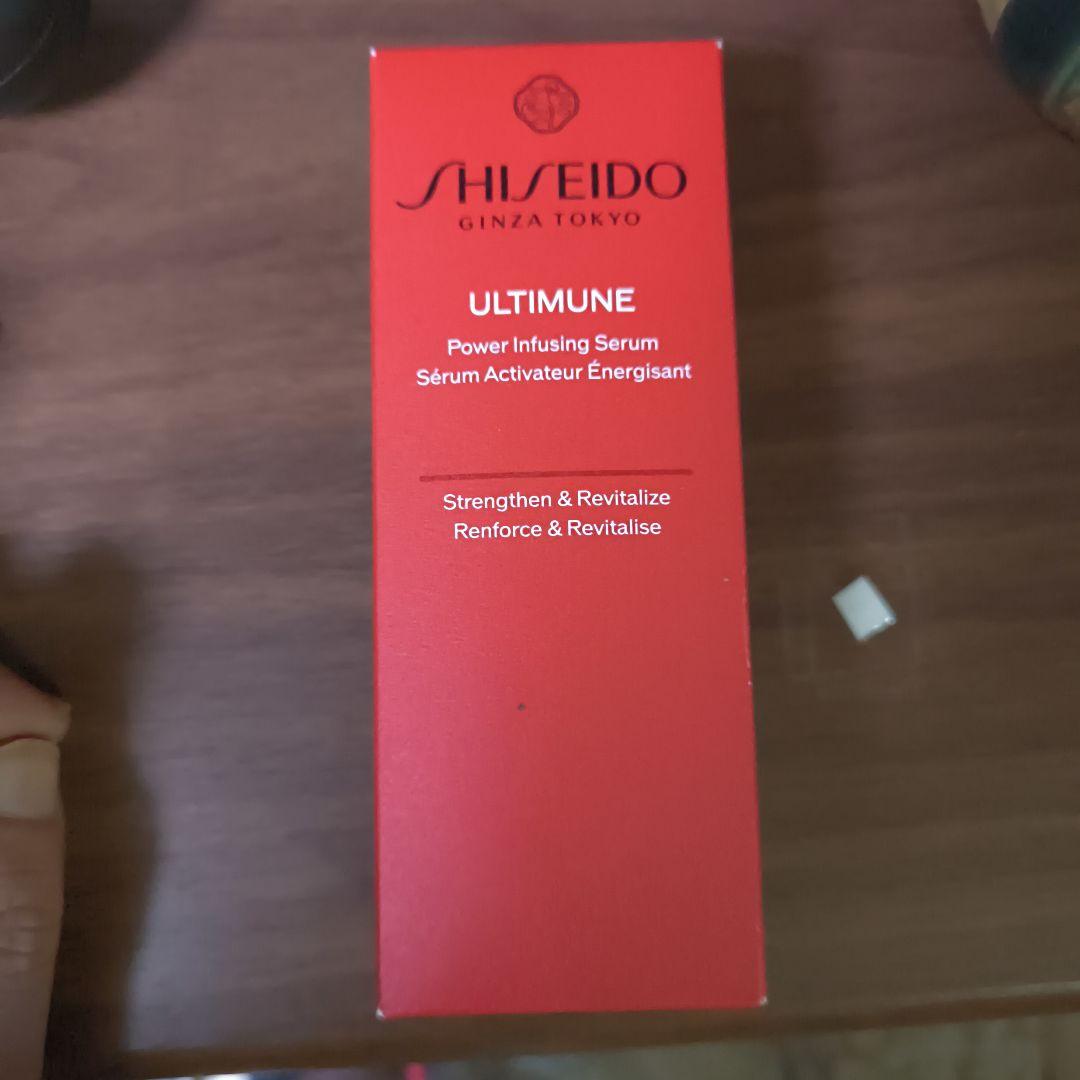 SHISEIDO
GINZA TOKYO
ULTIMUNE
Power Infusing Serum
Sérum Activateur Énergisant
Strengthen & Revitalize
Renforce & Revitalise